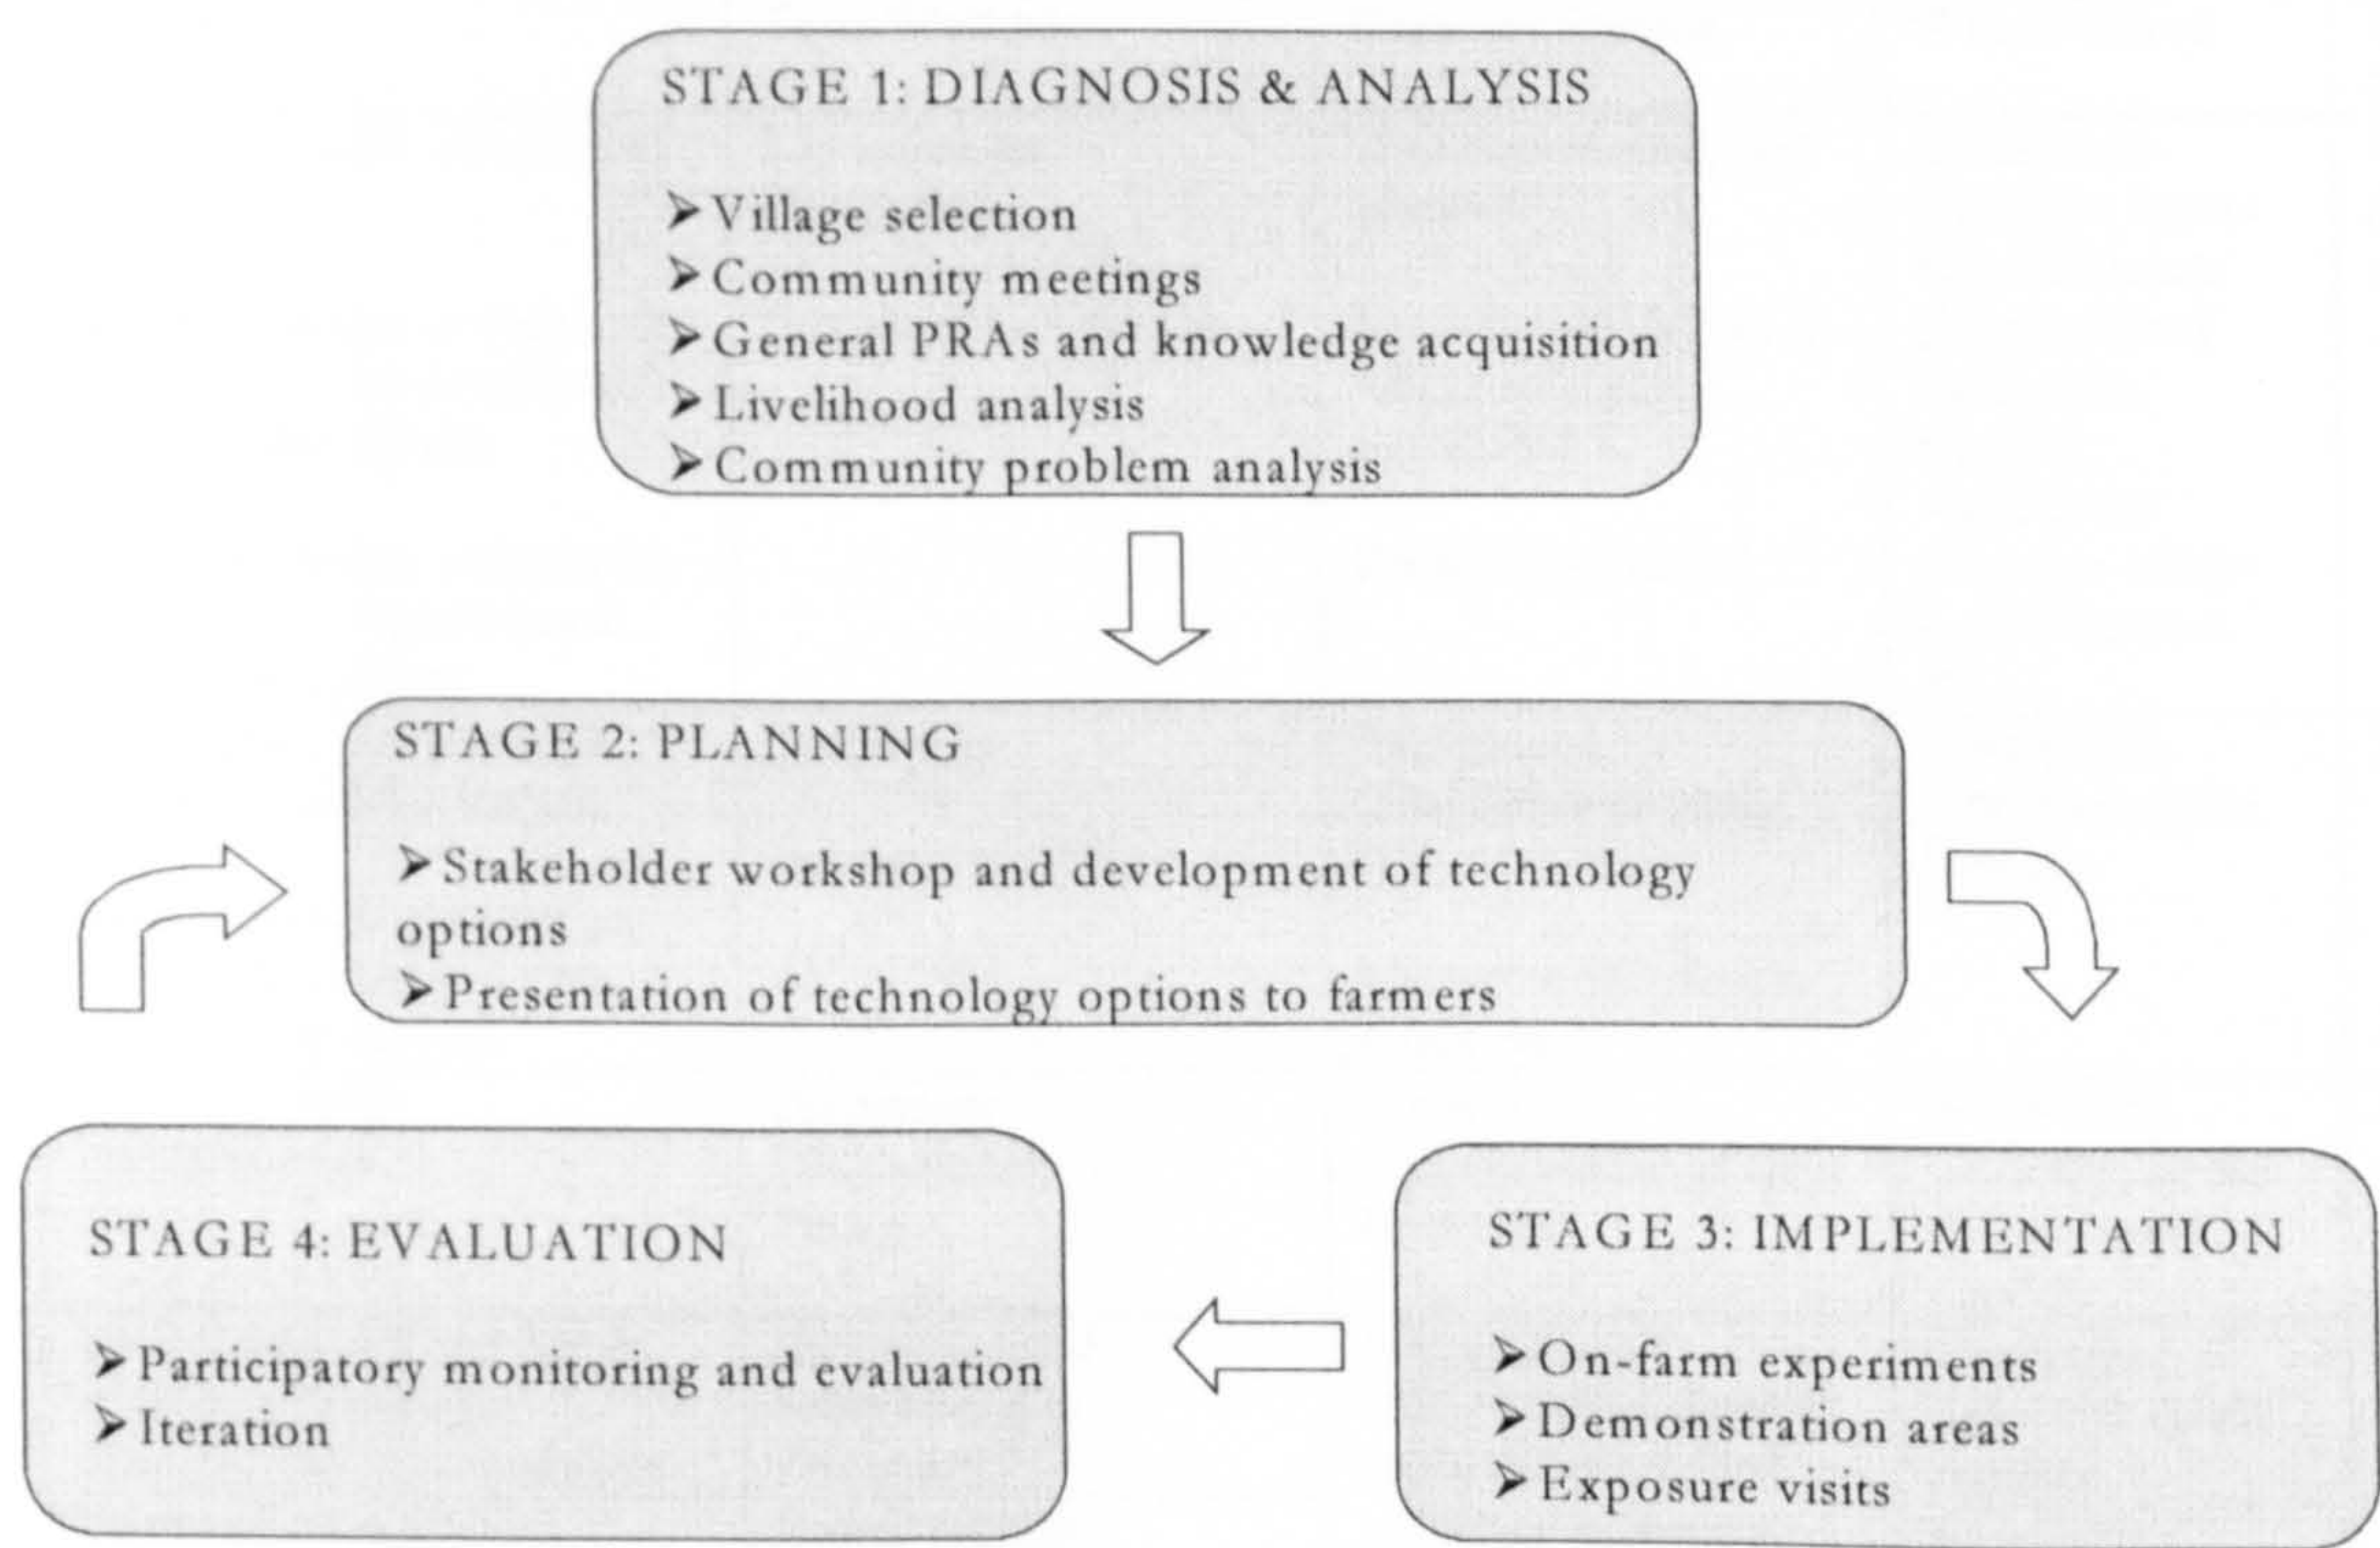 STAGE 1: DIAGNOSIS & ANALYSIS
➤Village selection
➤Community meetings
➤General PRAs and knowledge acquisition
➤Livelihood analysis
➤Community problem analysis
STAGE 2: PLANNING
➤Stakeholder workshop and development of technology
options
➤Presentation of technology options to farmers
STAGE 3: IMPLEMENTATION
➤On-farm experiments
➤Demonstration areas
➤Exposure visits
STAGE 4: EVALUATION
➤Participatory monitoring and evaluation
➤Iteration